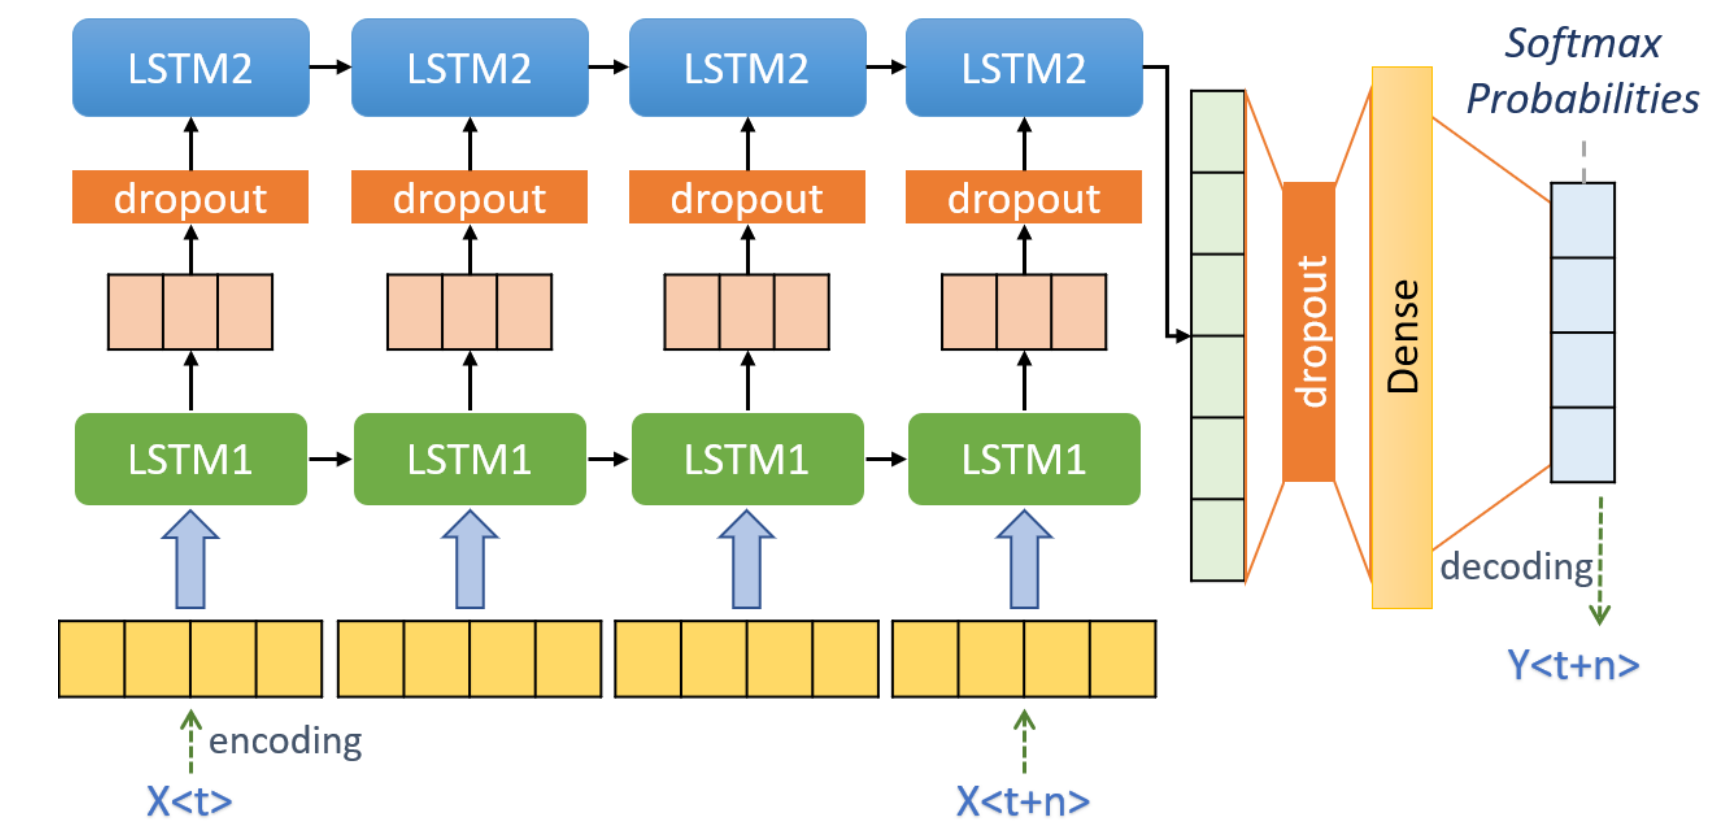 LSTM2 LSTM2 LSTM2 LSTM2
Softmax
Probabilities
dropout dropout dropout dropout
dropout
Dense
LSTM1 LSTM1 LSTM1 LSTM1
decoding
Y<t+n>
encoding
X<t> X<t+n>